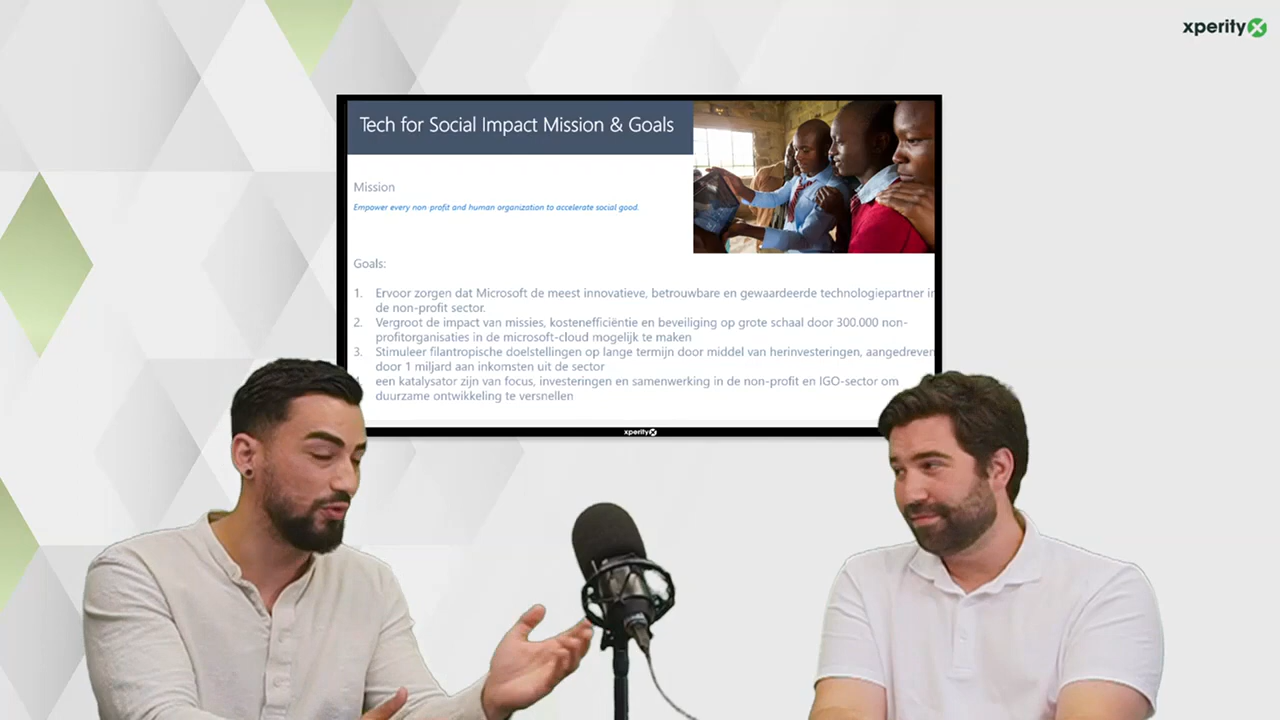 xperity
Tech for Social Impact Mission & Goals
Mission
Empower every non-profit and human organization to accelerate social good.
Goals:
1. Ervoor zorgen dat Microsoft de meest innovatieve, betrouwbare en gewaardeerde technologiepartner in
de non-profit sector.
2. Vergroot de impact van missies, kostenefficiëntie en beveiliging op grote schaal door 300.000 non-
profitorganisaties in de microsoft-cloud mogelijk te maken
3. Stimuleer filantropische doelstellingen op lange termijn door middel van herinvesteringen, aangedreven
door 1 miljard aan inkomsten uit de sector
een katalysator zijn van focus, investeringen en samenwerking in de non-profit en IGO-sector om
duurzame ontwikkeling te versnellen
xperity